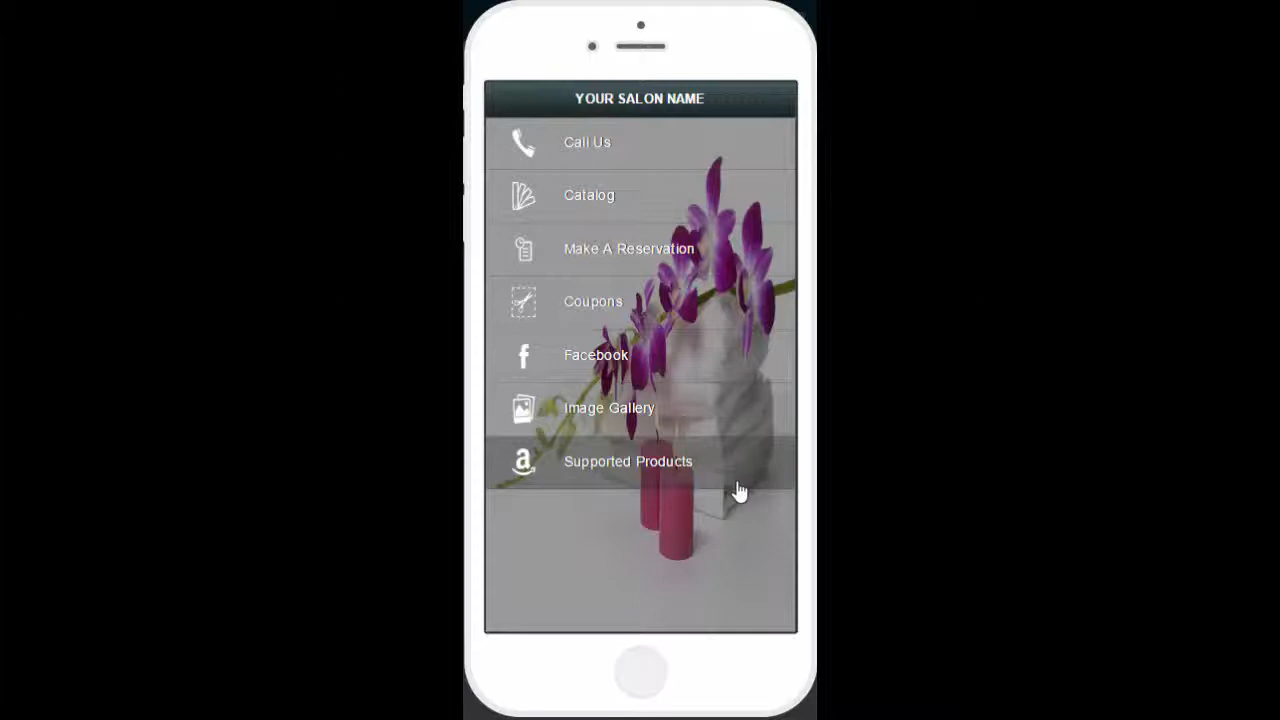 YOUR SALON NAME
Call Us
Catalog
Make A Reservation
Coupons
Facebook
Image Gallery
Supported Products